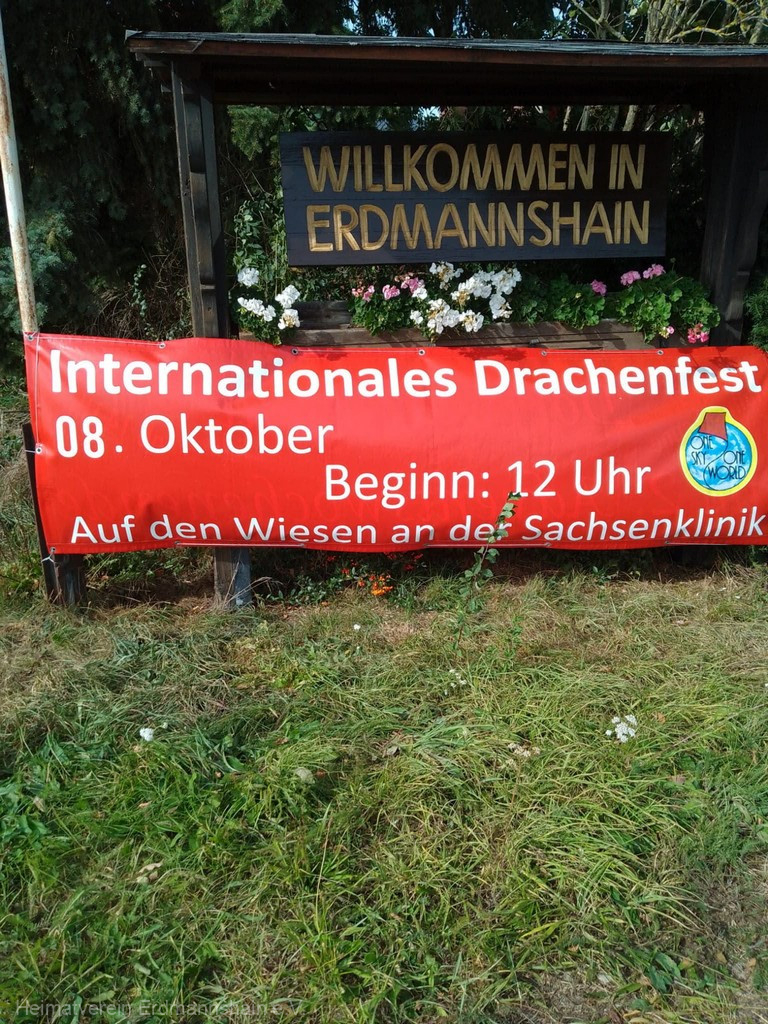 WILLKOMMEN IN
ERDMANNSHAIN
Internationales Drachenfest
08. Oktober
Beginn: 12 Uhr
Auf den Wiesen an der Sachsenklinik
ONE
SKY ONE
WORLD
Heimatverein Erdmannshain e.V.